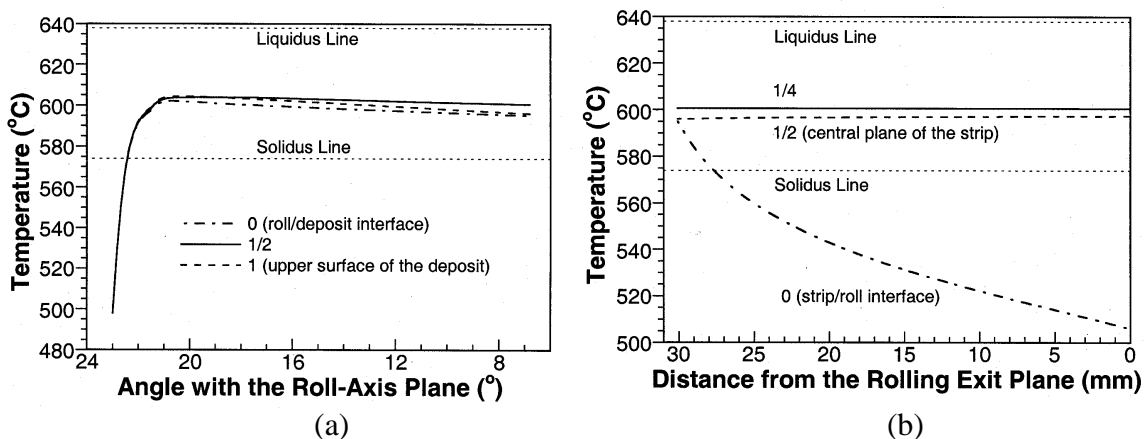 640
620
600
580
560
540
520
500
480
Temperature (°C)
Liquidus Line
Solidus Line
0 (roll/deposit interface)
1/2
1 (upper surface of the deposit)
24
20
16
12
8
Angle with the Roll-Axis Plane (°)
(a)
640
620
600
580
560
540
520
500
Temperature (°C)
Liquidus Line
1/4
1/2 (central plane of the strip)
Solidus Line
0 (strip/roll interface)
30
25
20
15
10
5
0
Distance from the Rolling Exit Plane (mm)
(b)